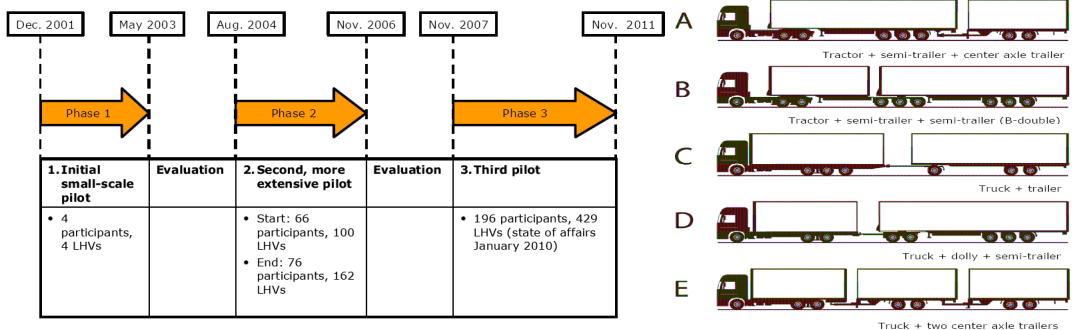 Dec. 2001
May 2003
Aug. 2004
Nov. 2006
Nov. 2007
Nov. 2011
Phase 1
Phase 2
Phase 3
1. Initial
small-scale
pilot
Evaluation
2. Second, more
extensive pilot
Evaluation
3. Third pilot
• 4
participants,
4 LHVs
• Start: 66
participants, 100
LHVs
• End: 76
participants, 162
LHVs
• 196 participants, 429
LHVs (state of affairs
January 2010)
A
Tractor + semi-trailer + center axle trailer
B
Tractor + semi-trailer + semi-trailer (B-double)
C
Truck + trailer
D
Truck + dolly + semi-trailer
E
Truck + two center axle trailers